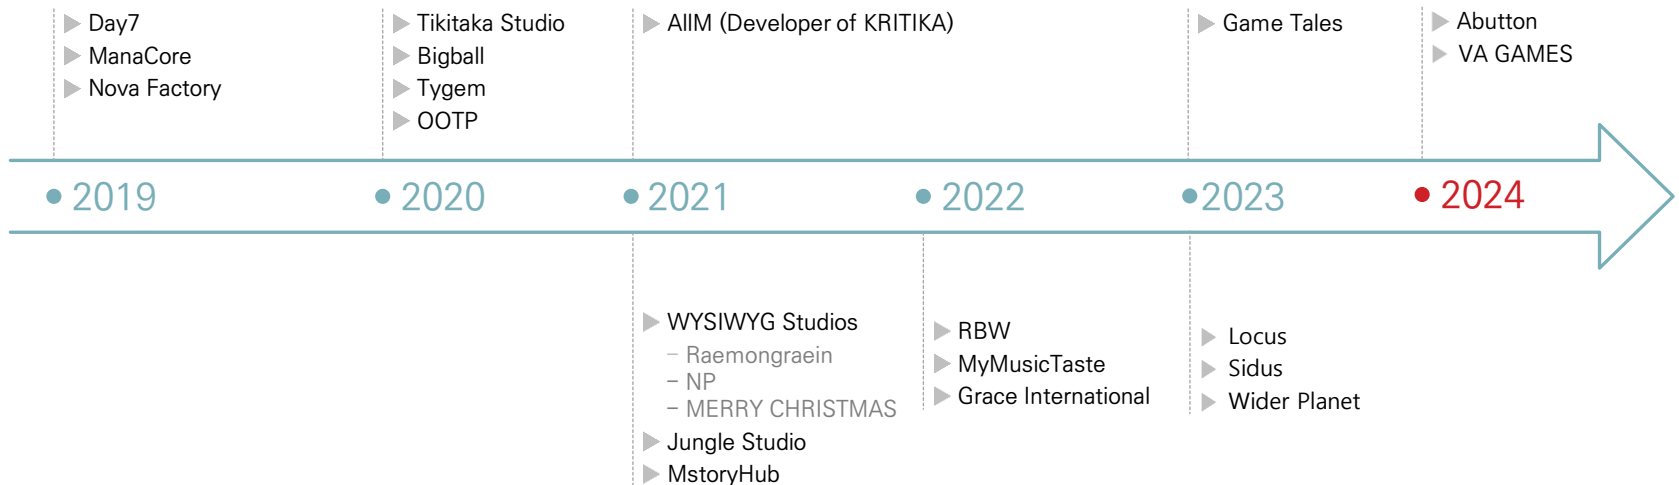 Day7
ManaCore
Nova Factory
Tikitaka Studio
Bigball
Tygem
OOTP
AllM (Developer of KRITIKA)
Game Tales
Abutton
VA GAMES
2019
2020
2021
2022
2023
2024
WYSIWYG Studios
– Raemongraein
– NP
– MERRY CHRISTMAS
Jungle Studio
MstoryHub
RBW
MyMusicTaste
Grace International
Locus
Sidus
Wider Planet